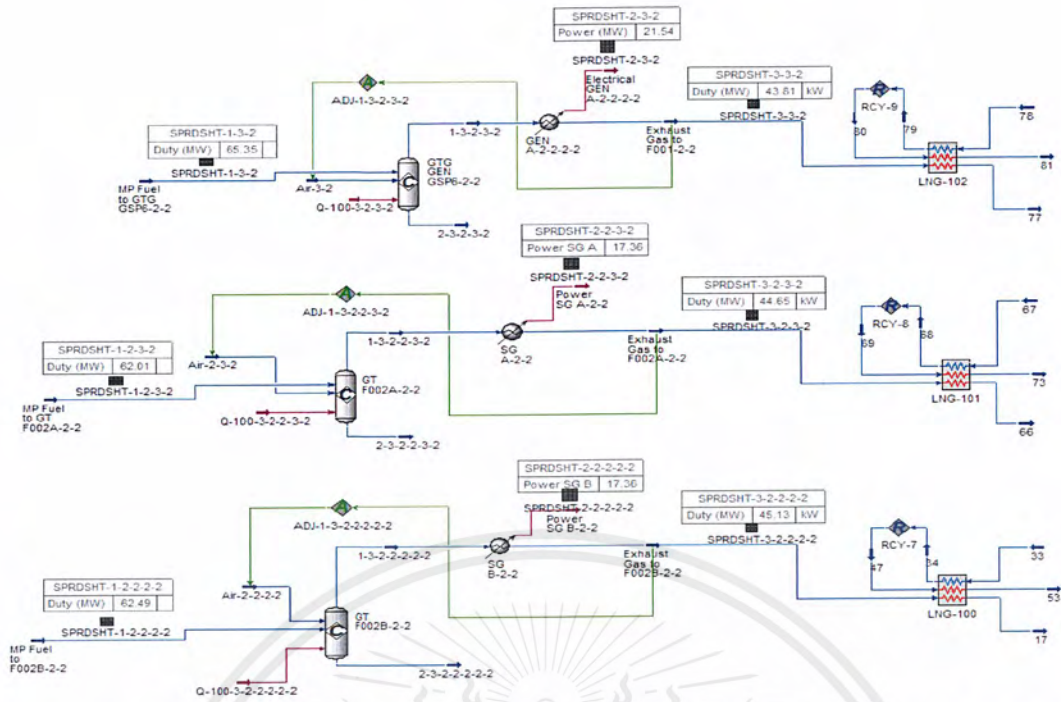 SPRDSHT-2-3-2
Power (MW) 21.54
SPRDSHT-2-3-2
Electrical
GEN
A-2-2-2-2
A
ADJ-1-3-2-3-2
SPRDSHT-3-3-2
Duty (MW) 43.81 kW
SPRDSHT-3-3-2
R
RCY-9
80
79
78
SPRDSHT-1-3-2
Duty (MW) 65.35
SPRDSHT-1-3-2
1-3-2-3-2
GEN
A-2-2-2-2
Exhaust
Gas to
F001-2-2
GTG
GEN
GSP6-2-2
C
Air-3-2
MP Fuel
to GTG
GSP6-2-2
Q-100-3-2-3-2
2-3-2-3-2
LNG-102
81
77
SPRDSHT-2-2-3-2
Power SG A 17.36
SPRDSHT-2-2-3-2
Power
SG A-2-2
A
ADJ-1-3-2-2-3-2
SPRDSHT-3-2-3-2
Duty (MW) 44.65 kW
SPRDSHT-3-2-3-2
R
RCY-8
69
68
67
1-3-2-2-3-2
SG
A-2-2
Exhaust
Gas to
F002A-2-2
SPRDSHT-1-2-3-2
Duty (MW) 62.01
SPRDSHT-1-2-3-2
Air-2-3-2
GT
F002A-2-2
C
MP Fuel
to GT
F002A-2-2
Q-100-3-2-2-3-2
2-3-2-2-3-2
LNG-101
73
66
SPRDSHT-2-2-2-2-2
Power SG B 17.36
SPRDSHT-2-2-2-2-2
Power
SG B-2-2
A
ADJ-1-3-2-2-2-2-2
SPRDSHT-3-2-2-2-2
Duty (MW) 45.13 kW
SPRDSHT-3-2-2-2-2
R
RCY-7
47
34
33
1-3-2-2-2-2-2
SG
B-2-2
Exhaust
Gas to
F002B-2-2
SPRDSHT-1-2-2-2-2
Duty (MW) 62.49
SPRDSHT-1-2-2-2-2
Air-2-2-2-2
GT
F002B-2-2
C
MP Fuel
to
F002B-2-2
Q-100-3-2-2-2-2-2
2-3-2-2-2-2-2
LNG-100
53
17